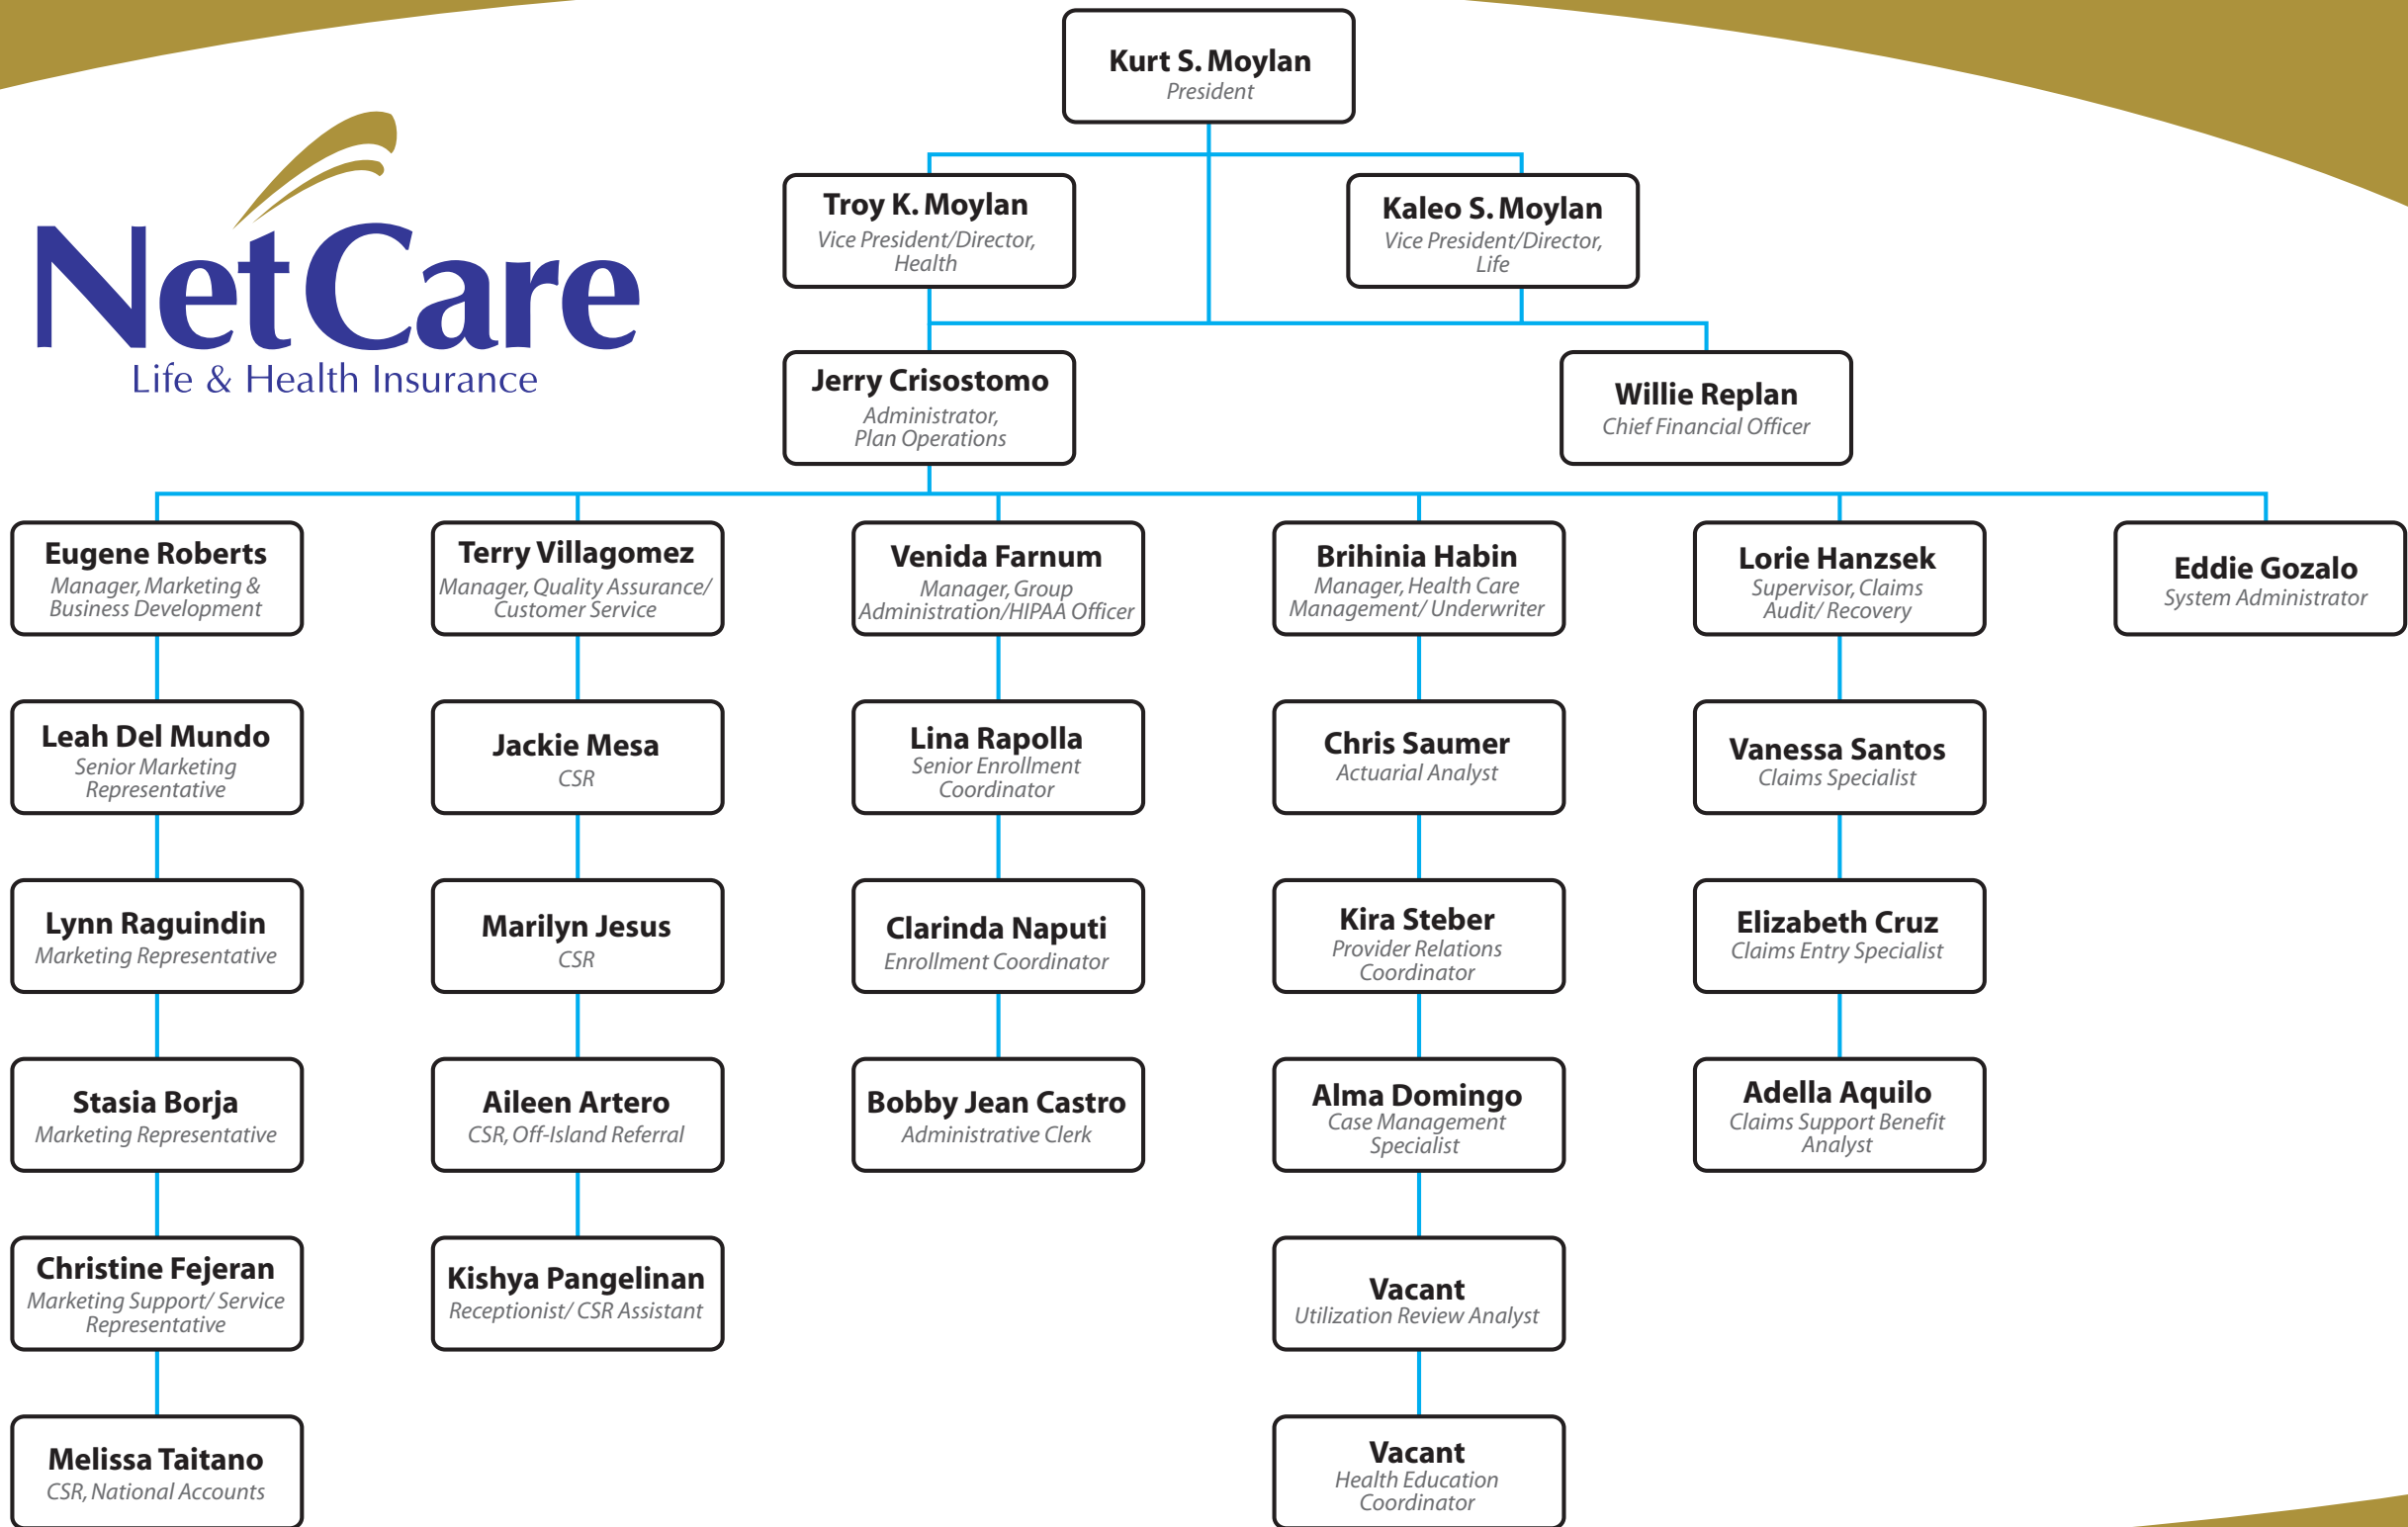 Kurt S. Moylan
President
NetCare
Life & Health Insurance
Troy K. Moylan
Vice President/Director,
Health
Kaleo S. Moylan
Vice President/Director,
Life
Jerry Crisostomo
Administrator,
Plan Operations
Willie Replan
Chief Financial Officer
Eugene Roberts
Manager, Marketing &
Business Development
Terry Villagomez
Manager, Quality Assurance/
Customer Service
Venida Farnum
Manager, Group
Administration/HIPAA Officer
Brihinia Habin
Manager, Health Care
Management/ Underwriter
Lorie Hanzsek
Supervisor, Claims
Audit/ Recovery
Eddie Gozalo
System Administrator
Leah Del Mundo
Senior Marketing
Representative
Jackie Mesa
CSR
Lina Rapolla
Senior Enrollment
Coordinator
Chris Saumer
Actuarial Analyst
Vanessa Santos
Claims Specialist
Lynn Raguindin
Marketing Representative
Marilyn Jesus
CSR
Clarinda Naputi
Enrollment Coordinator
Kira Steber
Provider Relations
Coordinator
Elizabeth Cruz
Claims Entry Specialist
Stasia Borja
Marketing Representative
Aileen Artero
CSR, Off-Island Referral
Bobby Jean Castro
Administrative Clerk
Alma Domingo
Case Management
Specialist
Adella Aquilo
Claims Support Benefit
Analyst
Christine Fejeran
Marketing Support/ Service
Representative
Kishya Pangelinan
Receptionist/ CSR Assistant
Vacant
Utilization Review Analyst
Melissa Taitano
CSR, National Accounts
Vacant
Health Education
Coordinator